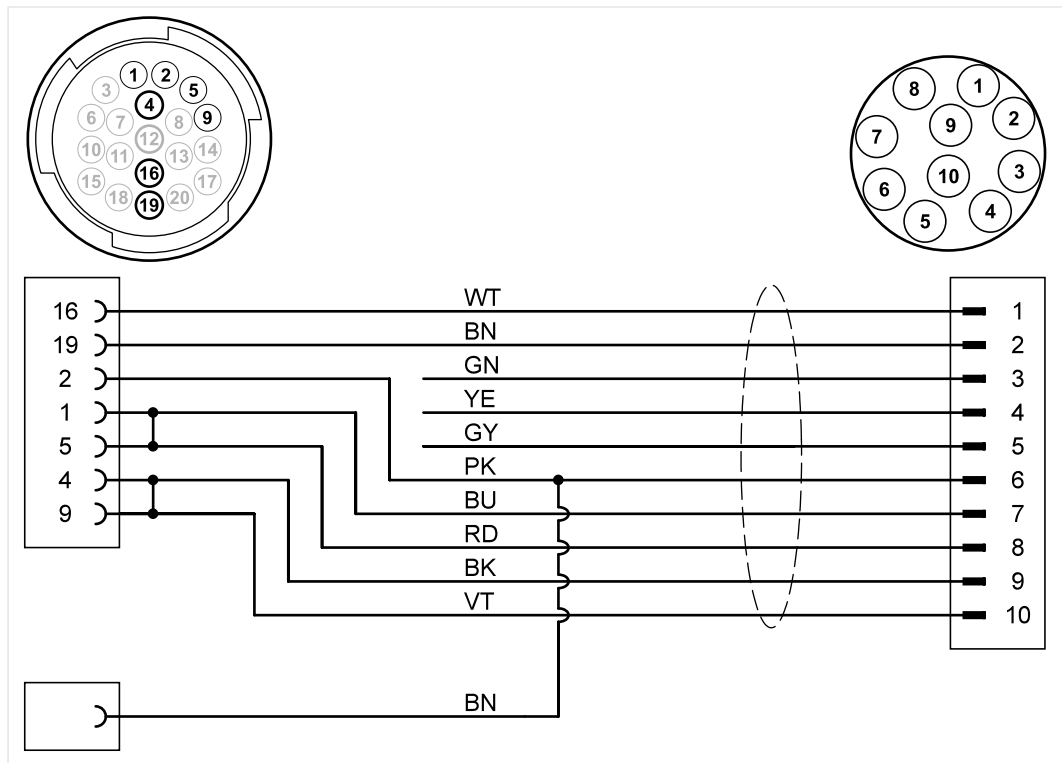 1 2
3 5
4
6 7 8 9
12
10 11 13 14
16
15 17
18 19 20
8 1
9 2
7
10 3
6
5 4
16 WT 1
19 BN 2
2 GN 3
1 YE 4
5 GY 5
4 PK 6
9 BU 7
RD 8
BK 9
VT 10
BN